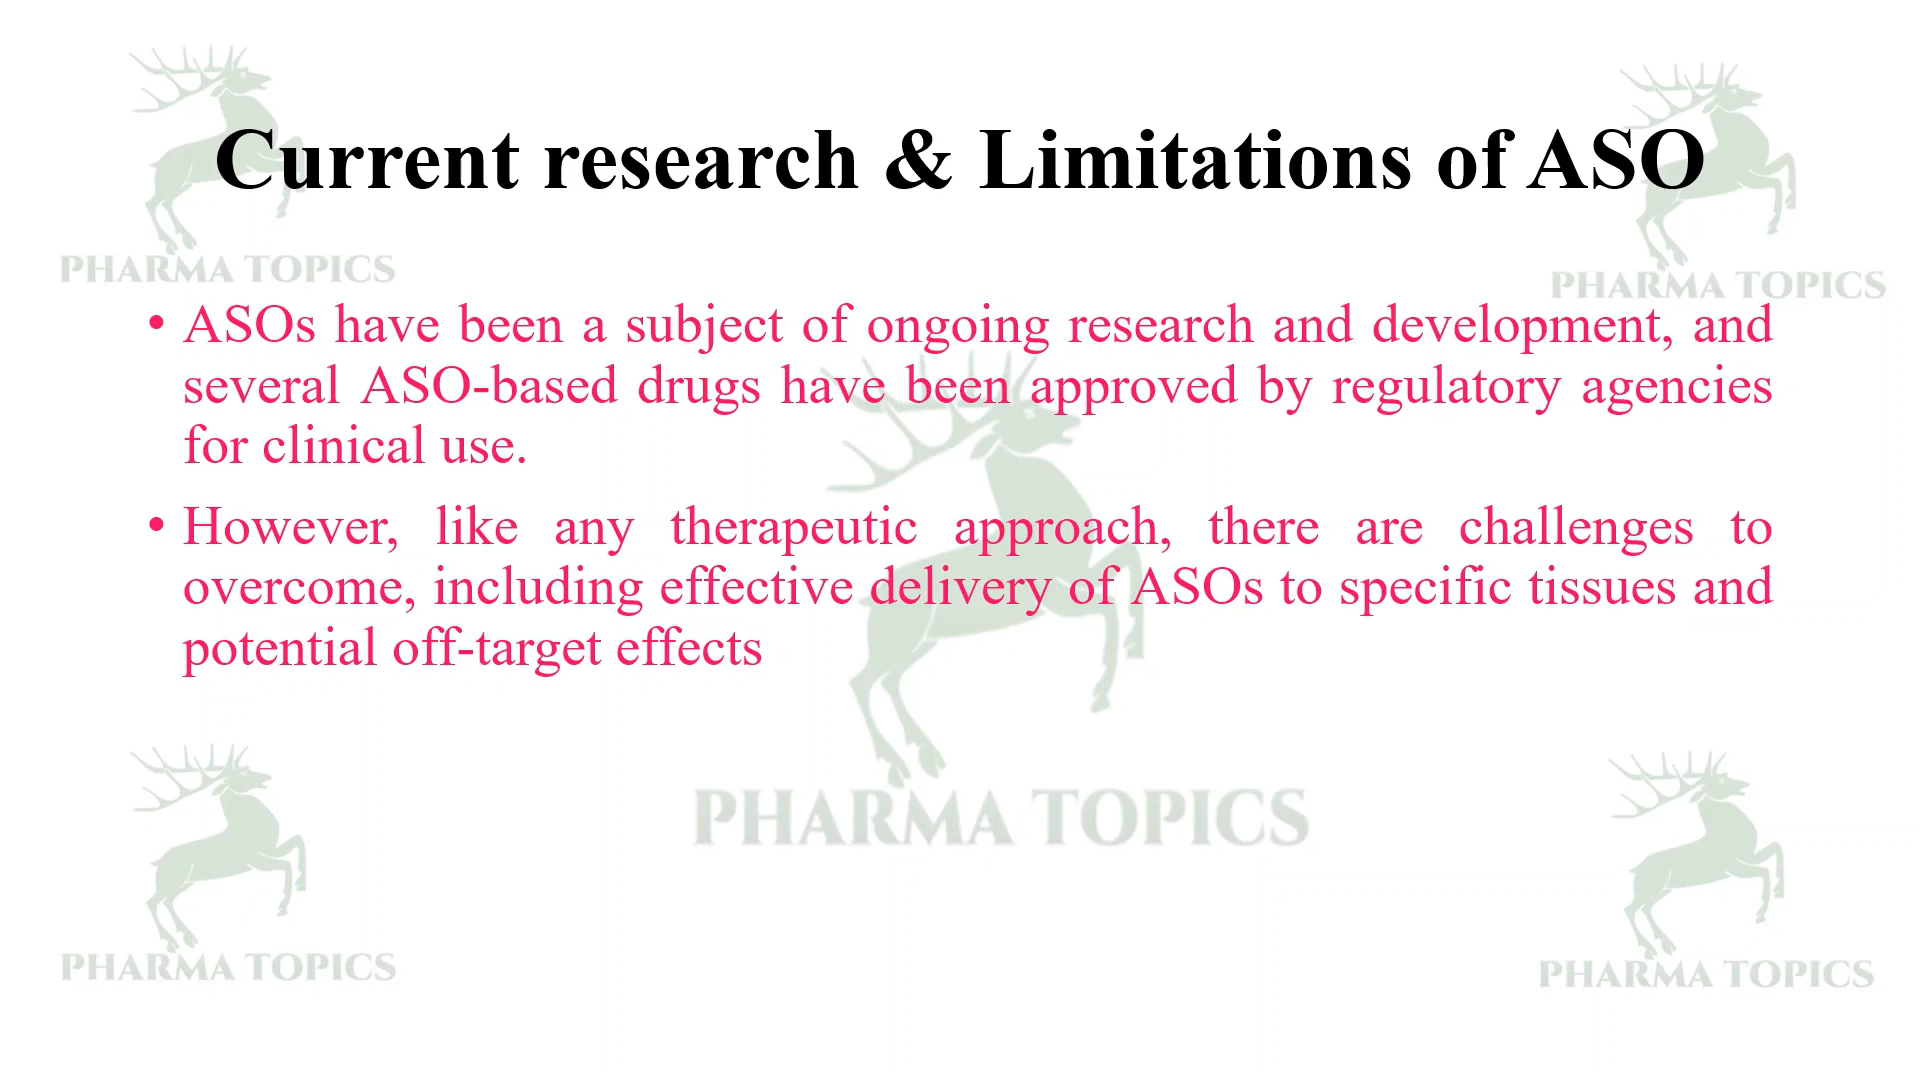 Current research & Limitations of ASO
PHARMA TOPICS
PHARMA TOPICS
• ASOs have been a subject of ongoing research and development, and
several ASO-based drugs have been approved by regulatory agencies
for clinical use.
• However, like any therapeutic approach, there are challenges to
overcome, including effective delivery of ASOs to specific tissues and
potential off-target effects
PHARMA TOPICS
PHARMA TOPICS
PHARMA TOPICS